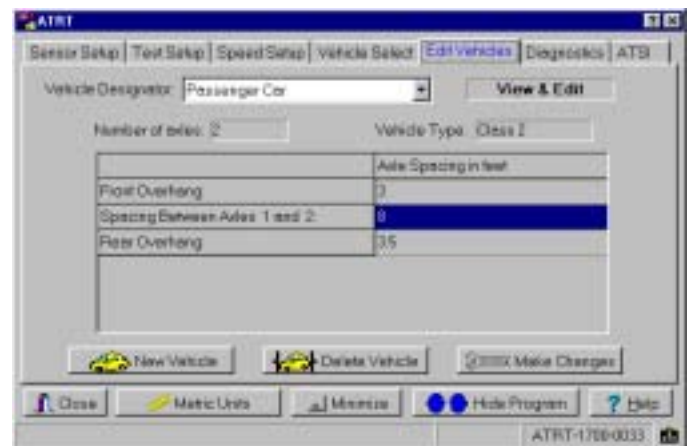 ATRT
Sensor Setup Test Setup Speed Setup Vehicle Select Edit Vehicles Diagnostics ATSI
Vehicle Designator: Passenger Car View & Edit
Number of axles: 2 Vehicle Type: Class 2
Axle Spacing in feet
Front Overhang 3
Spacing Between Axles 1 and 2: 8
Rear Overhang 3.5
New Vehicle Delete Vehicle Make Changes
Close Metric Units Minimize Hide Program Help
ATRT-1700-0033